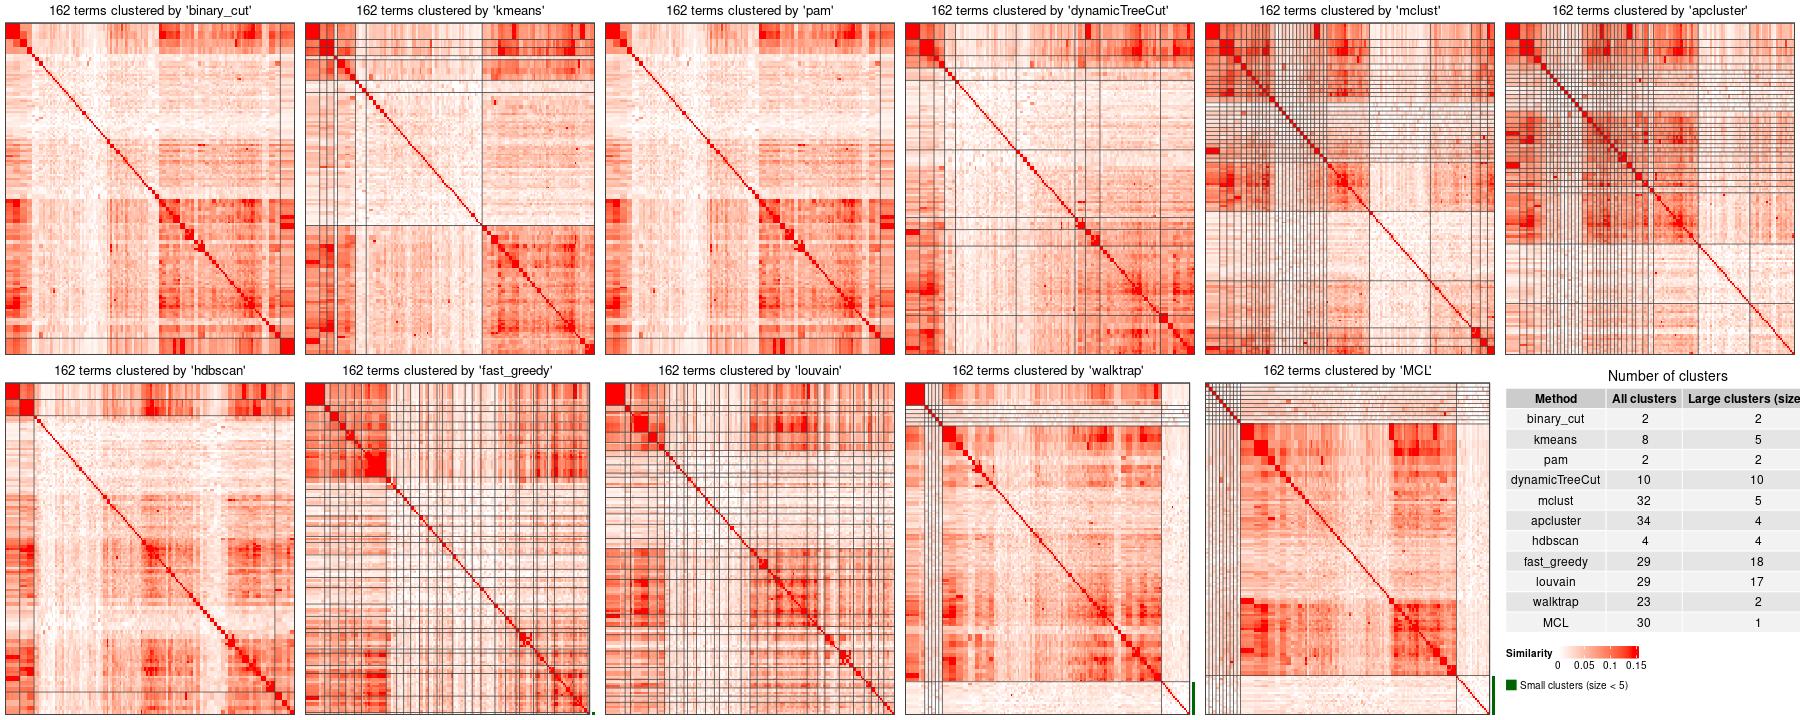 162 terms clustered by 'binary_cut'
162 terms clustered by 'kmeans'
162 terms clustered by 'pam'
162 terms clustered by 'dynamicTreeCut'
162 terms clustered by 'mclust'
162 terms clustered by 'apcluster'
162 terms clustered by 'hdbscan'
162 terms clustered by 'fast_greedy'
162 terms clustered by 'louvain'
162 terms clustered by 'walktrap'
162 terms clustered by 'MCL'
Number of clusters
Method All clusters Large clusters (size
binary_cut 2 2
kmeans 8 5
pam 2 2
dynamicTreeCut 10 10
mclust 32 5
apcluster 34 4
hdbscan 4 4
fast_greedy 29 18
louvain 29 17
walktrap 23 2
MCL 30 1
Similarity
0 0.05 0.1 0.15
Small clusters (size < 5)